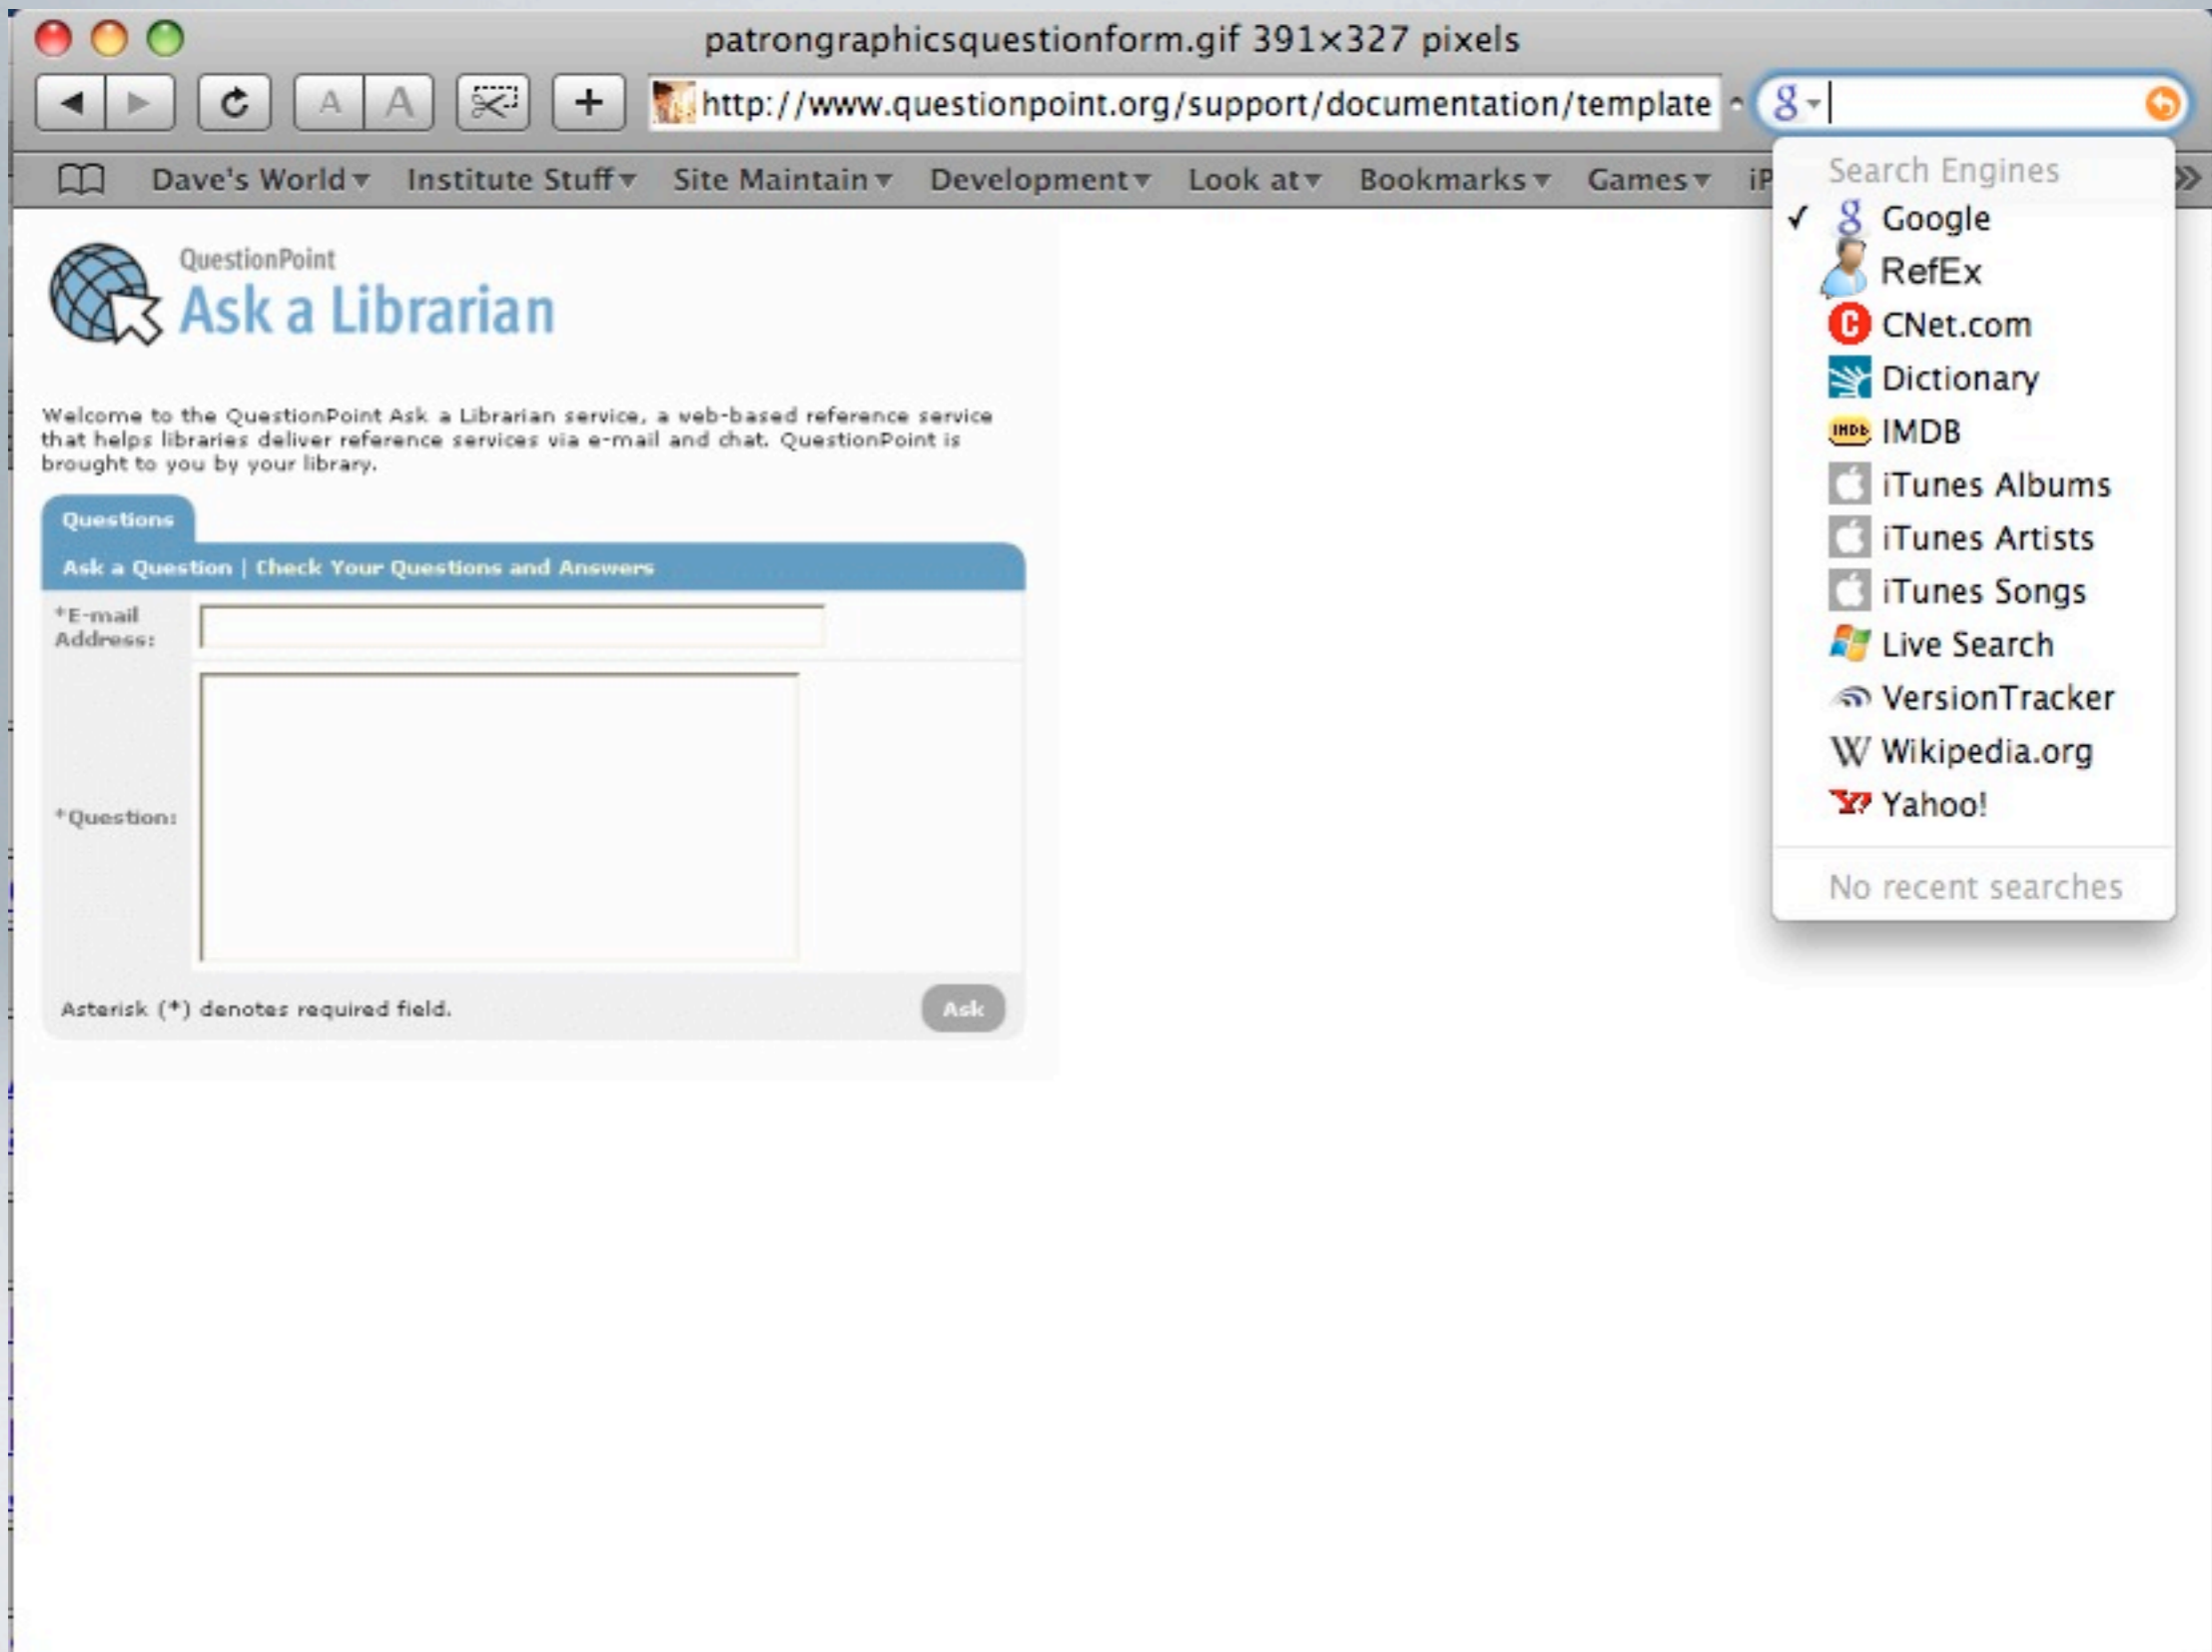 patrongraphicsquestionform.gif 391×327 pixels
A A + http://www.questionpoint.org/support/documentation/template g
Dave's World Institute Stuff Site Maintain Development Look at Bookmarks Games iP
QuestionPoint
Ask a Librarian
Welcome to the QuestionPoint Ask a Librarian service, a web-based reference service
that helps libraries deliver reference services via e-mail and chat. QuestionPoint is
brought to you by your library.
Questions
Ask a Question | Check Your Questions and Answers
*E-mail
Address:
*Question:
Asterisk (*) denotes required field.
Ask
Search Engines
✓ g Google
RefEx
C CNet.com
Dictionary
IMDb IMDB
iTunes Albums
iTunes Artists
iTunes Songs
Live Search
VersionTracker
W Wikipedia.org
Y! Yahoo!
No recent searches